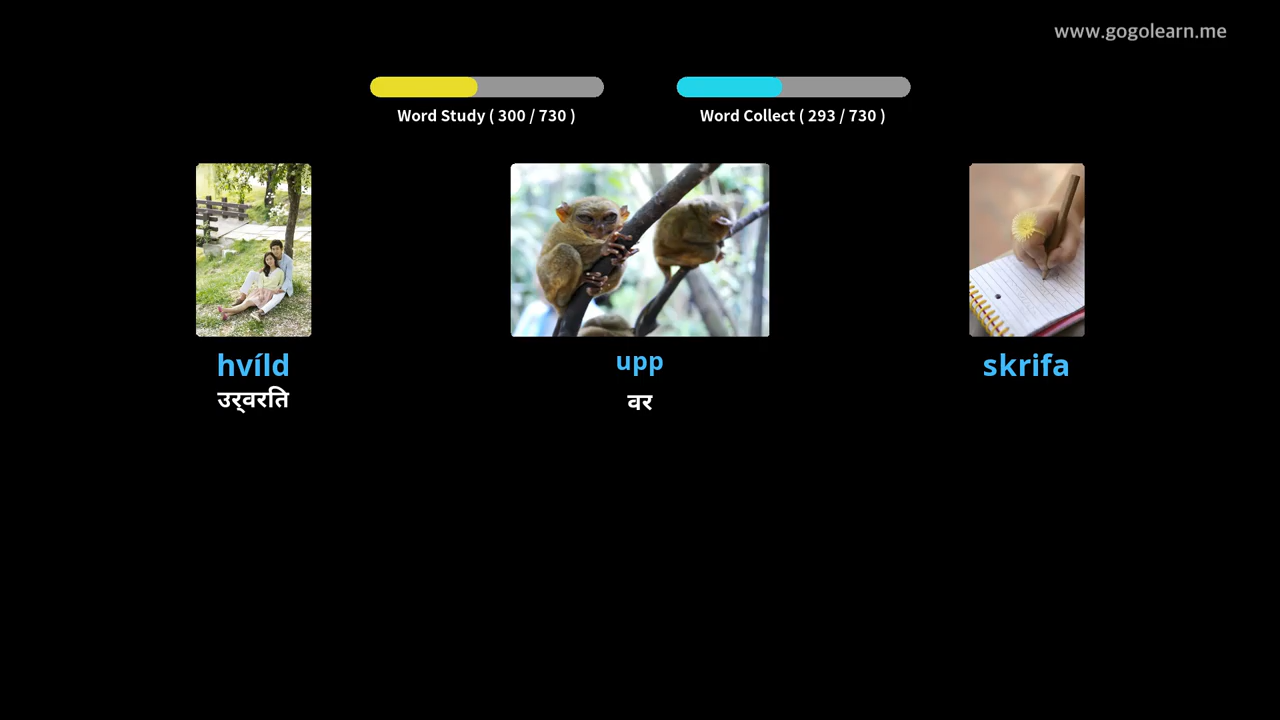 www.gogolearn.me
Word Study ( 300 / 730 )
Word Collect ( 293 / 730 )
hvíld
upp
skrifa
उर्‌वरति
वर